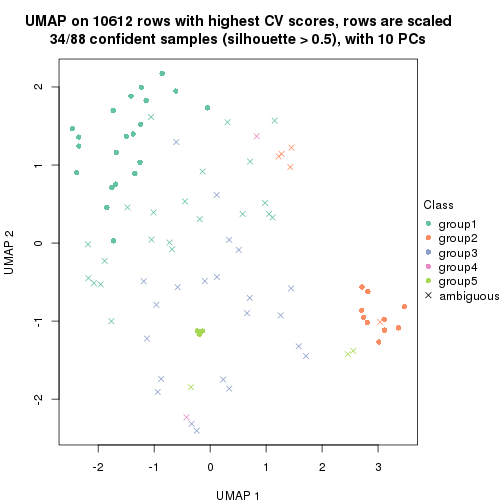 UMAP on 10612 rows with highest CV scores, rows are scaled
34/88 confident samples (silhouette > 0.5), with 10 PCs
2
1
0
-1
-2
UMAP 2
-2
-1
0
1
2
3
UMAP 1
Class
group1
group2
group3
group4
group5
ambiguous